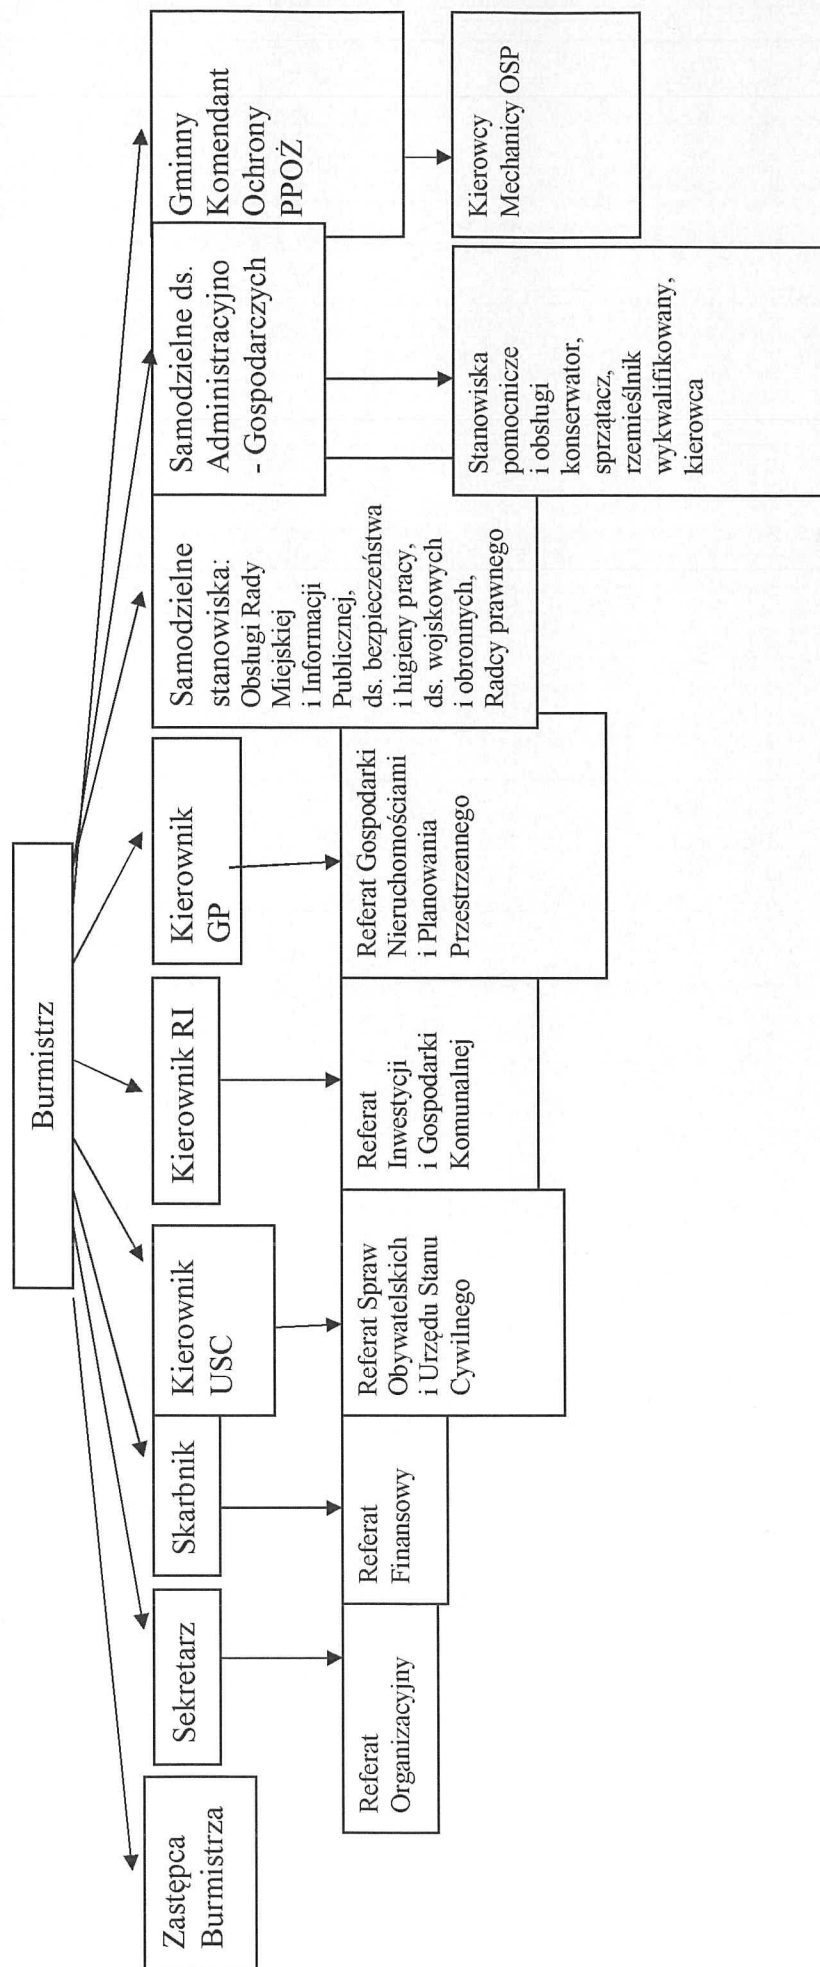 Burmistrz
Zastępca
Burmistrza
Sekretarz
Skarbnik
Kierownik
USC
Kierownik RI
Kierownik
GP
Samodzielne
stanowiska:
Obsługi Rady
Miejskiej
i Informacji
Publicznej,
ds. bezpieczeństwa
i higieny pracy,
ds. wojskowych
i obronnych,
Radcy prawnego
Samodzielne ds.
Administracyjno
- Gospodarczych
Gminny
Komendant
Ochrony
PPOŻ
Referat
Organizacyjny
Referat
Finansowy
Referat Spraw
Obywatelskich
i Urzędu Stanu
Cywilnego
Referat
Inwestycji
i Gospodarki
Komunalnej
Referat Gospodarki
Nieruchomościami
i Planowania
Przestrzennego
Stanowiska
pomocnicze
i obsługi
konserwator,
sprzątacz,
rzemieślnik
wykwalifikowany,
kierowca
Kierowcy
Mechanicy OSP